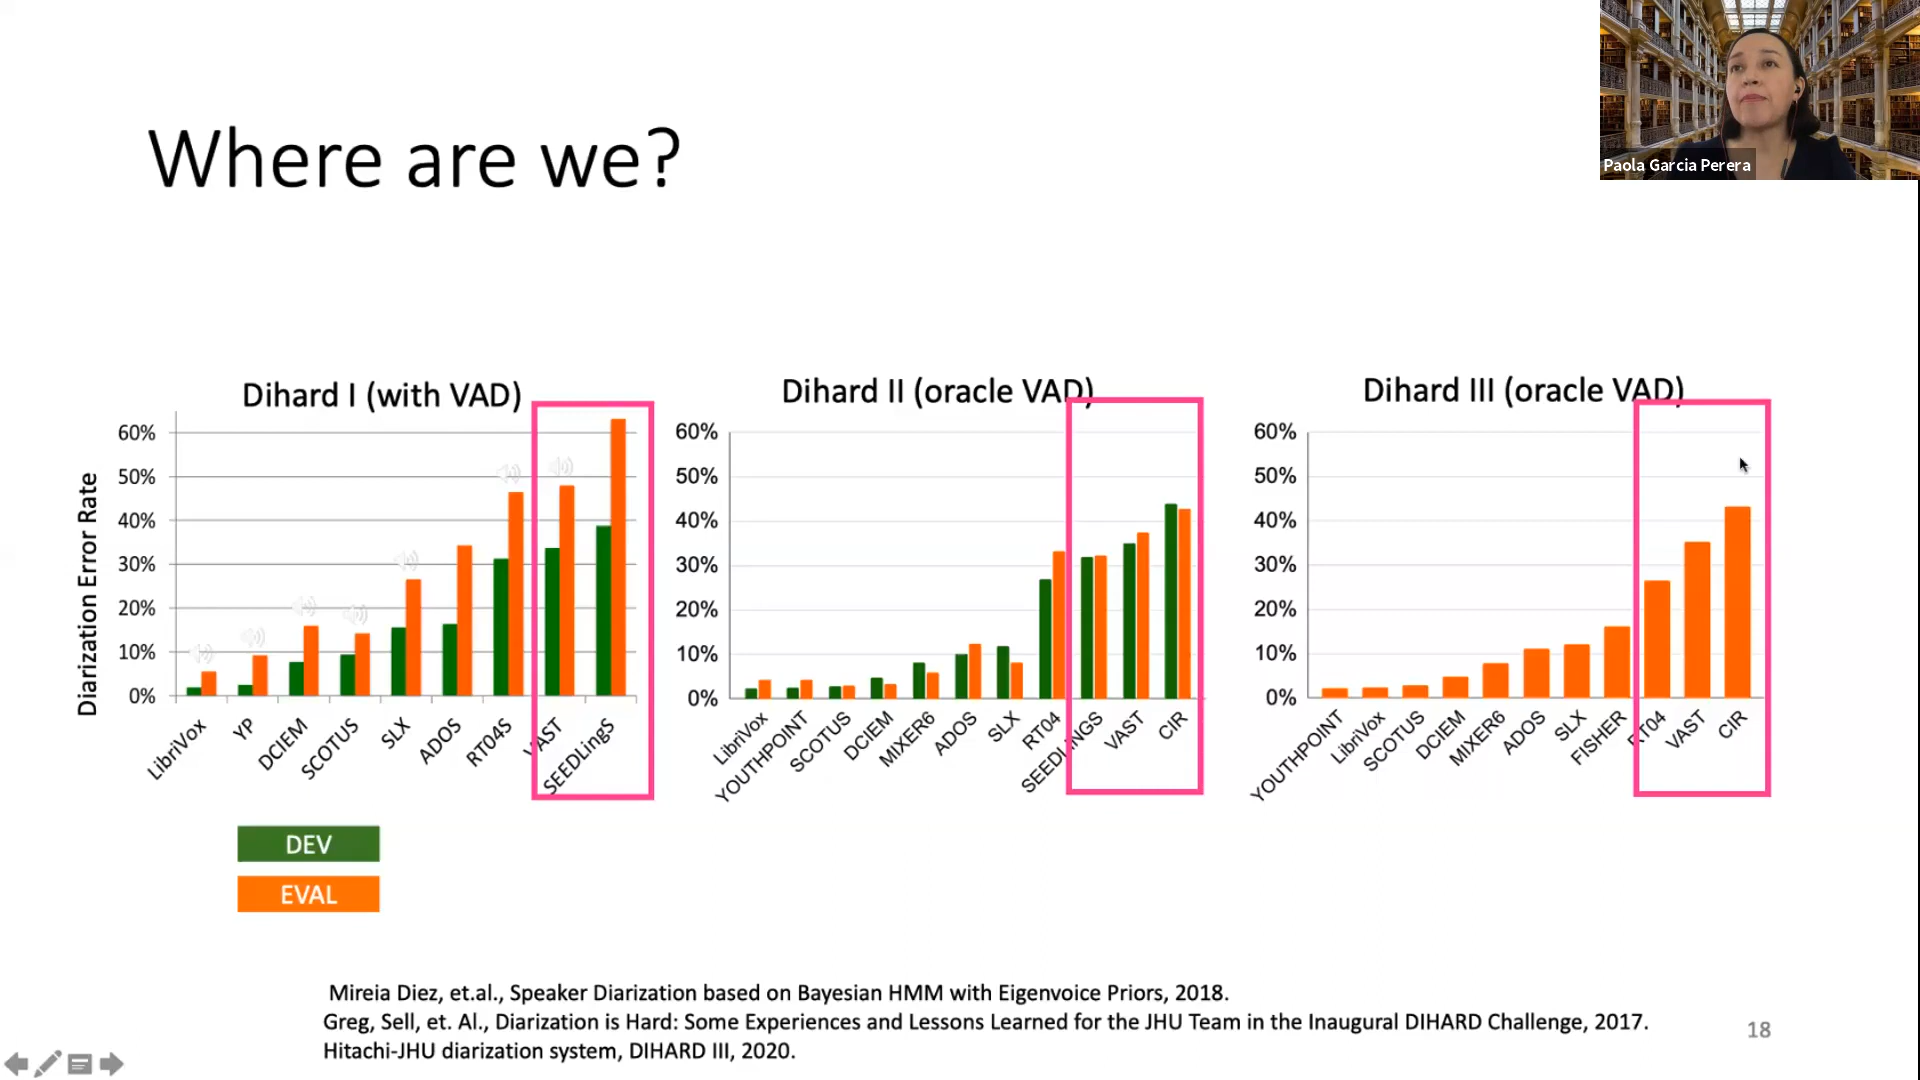 Where are we?
Paola Garcia Perera
Dihard I (with VAD)
Diarization Error Rate
60%
50%
40%
30%
20%
10%
0%
LibriVox
YP
DCIEM
SCOTUS
SLX
ADOS
RT04S
VAST
SEEDLingS
Dihard II (oracle VAD)
60%
50%
40%
30%
20%
10%
0%
LibriVox
YOUTHPOINT
SCOTUS
DCIEM
MIXER6
ADOS
SLX
RT04
SEEDLINGS
VAST
CIR
Dihard III (oracle VAD)
60%
50%
40%
30%
20%
10%
0%
YOUTHPOINT
LibriVox
SCOTUS
DCIEM
MIXER6
ADOS
SLX
FISHER
RT04
VAST
CIR
DEV
EVAL
Mireia Diez, et.al., Speaker Diarization based on Bayesian HMM with Eigenvoice Priors, 2018.
Greg, Sell, et. Al., Diarization is Hard: Some Experiences and Lessons Learned for the JHU Team in the Inaugural DIHARD Challenge, 2017.
Hitachi-JHU diarization system, DIHARD III, 2020.
18